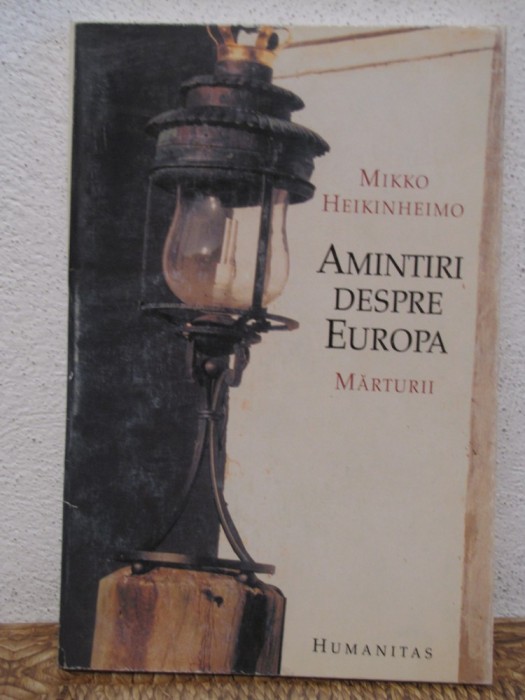 MIKKO
HEIKINHEIMO
AMINTIRI
DESPRE
EUROPA
MĂRTURII
HUMANITAS